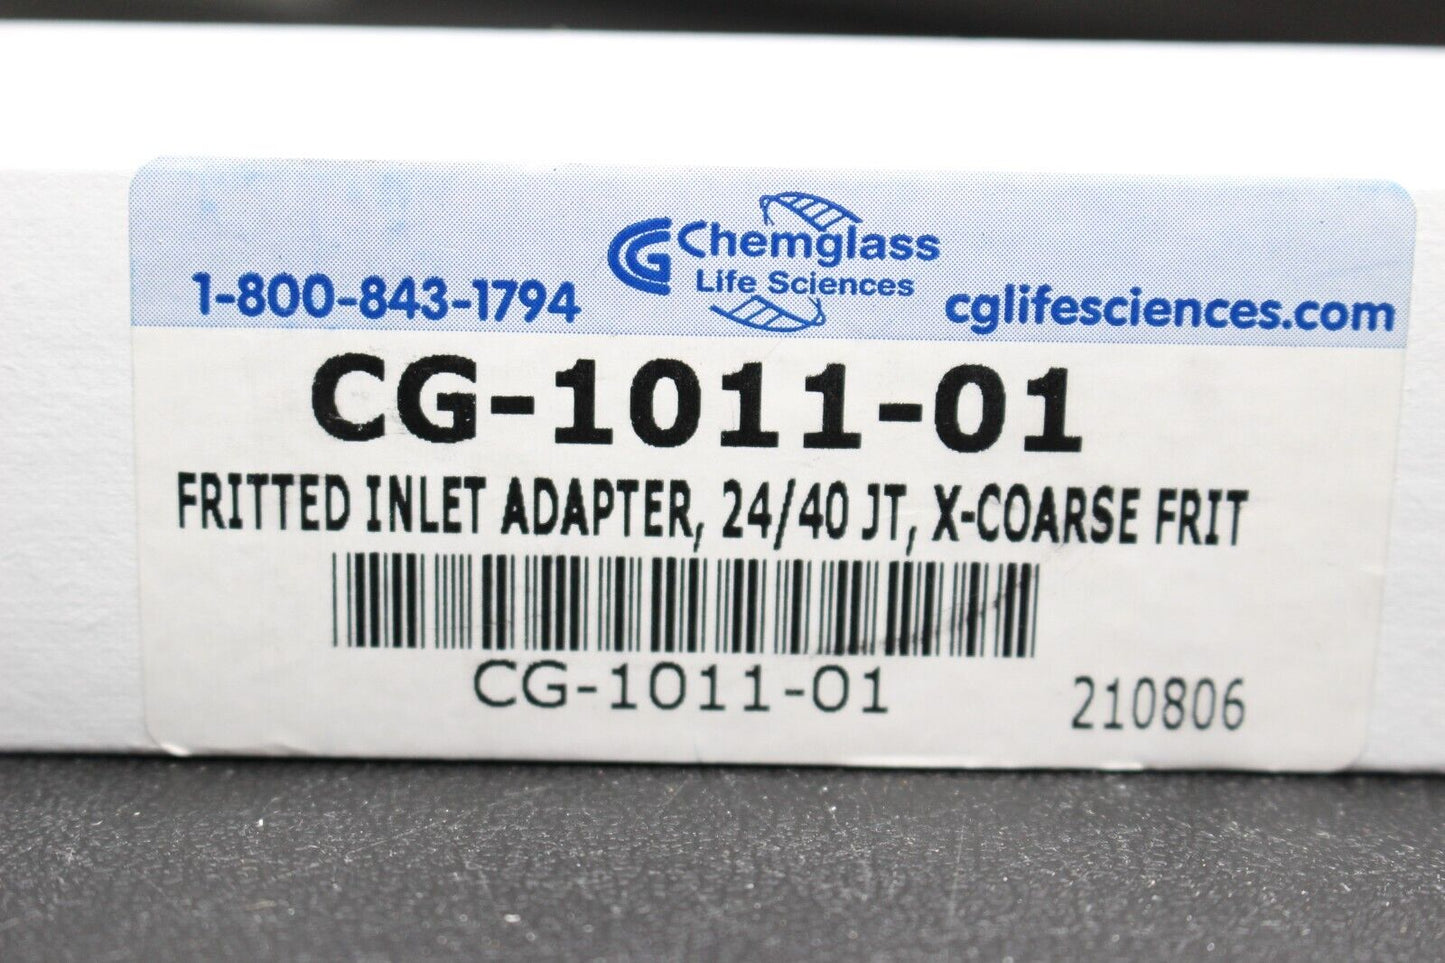 CG Chemglass
Life Sciences
1-800-843-1794
cglifesciences.com
CG-1011-01
FRITTED INLET ADAPTER, 24/40 JT, X-COARSE FRIT
CG-1011-01
210806